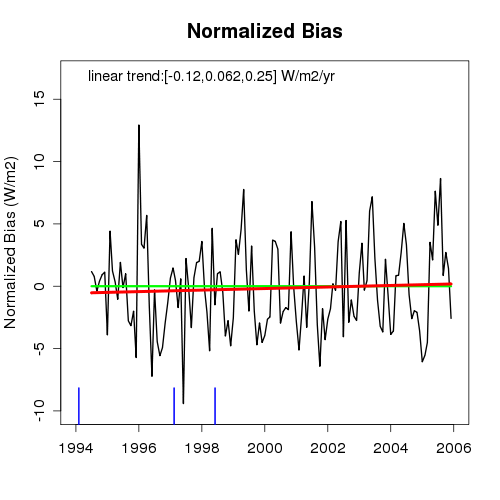 Normalized Bias
linear trend:[-0.12,0.062,0.25] W/m2/yr
Normalized Bias (W/m2)
15
10
5
0
-5
-10
1994 1996 1998 2000 2002 2004 2006